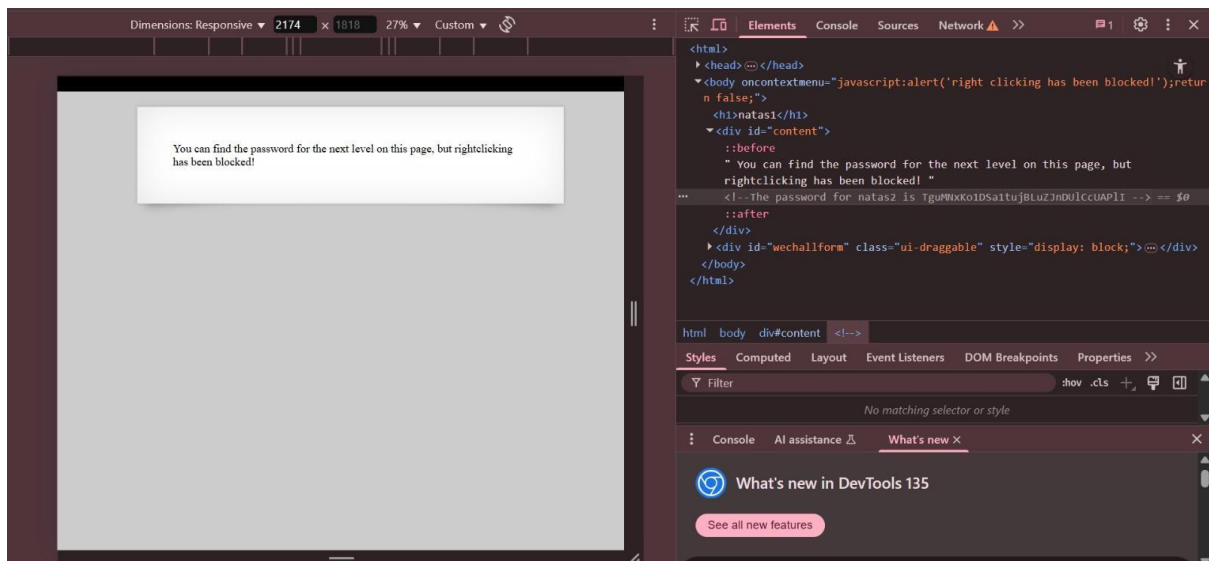 Dimensions: Responsive ▼ 2174 × 1818 27% ▼ Custom ▼
Elements Console Sources Network >> 1
You can find the password for the next level on this page, but rightclicking
has been blocked!
<html>
<head> … </head>
<body oncontextmenu="javascript:alert('right clicking has been blocked!');retur
n false;">
<h1>natas1</h1>
<div id="content">
::before
" You can find the password for the next level on this page, but
rightclicking has been blocked! "
<!--The password for natas2 is TguMNxKo1DSa1tujBLuZJnDUlCcUAPlI --> == $0
::after
</div>
<div id="wechallform" class="ui-draggable" style="display: block;"> … </div>
</body>
</html>
html body div#content <!-->
Styles Computed Layout Event Listeners DOM Breakpoints Properties >>
Filter :hov .cls +
No matching selector or style
Console AI assistance What's new ×
What's new in DevTools 135
See all new features